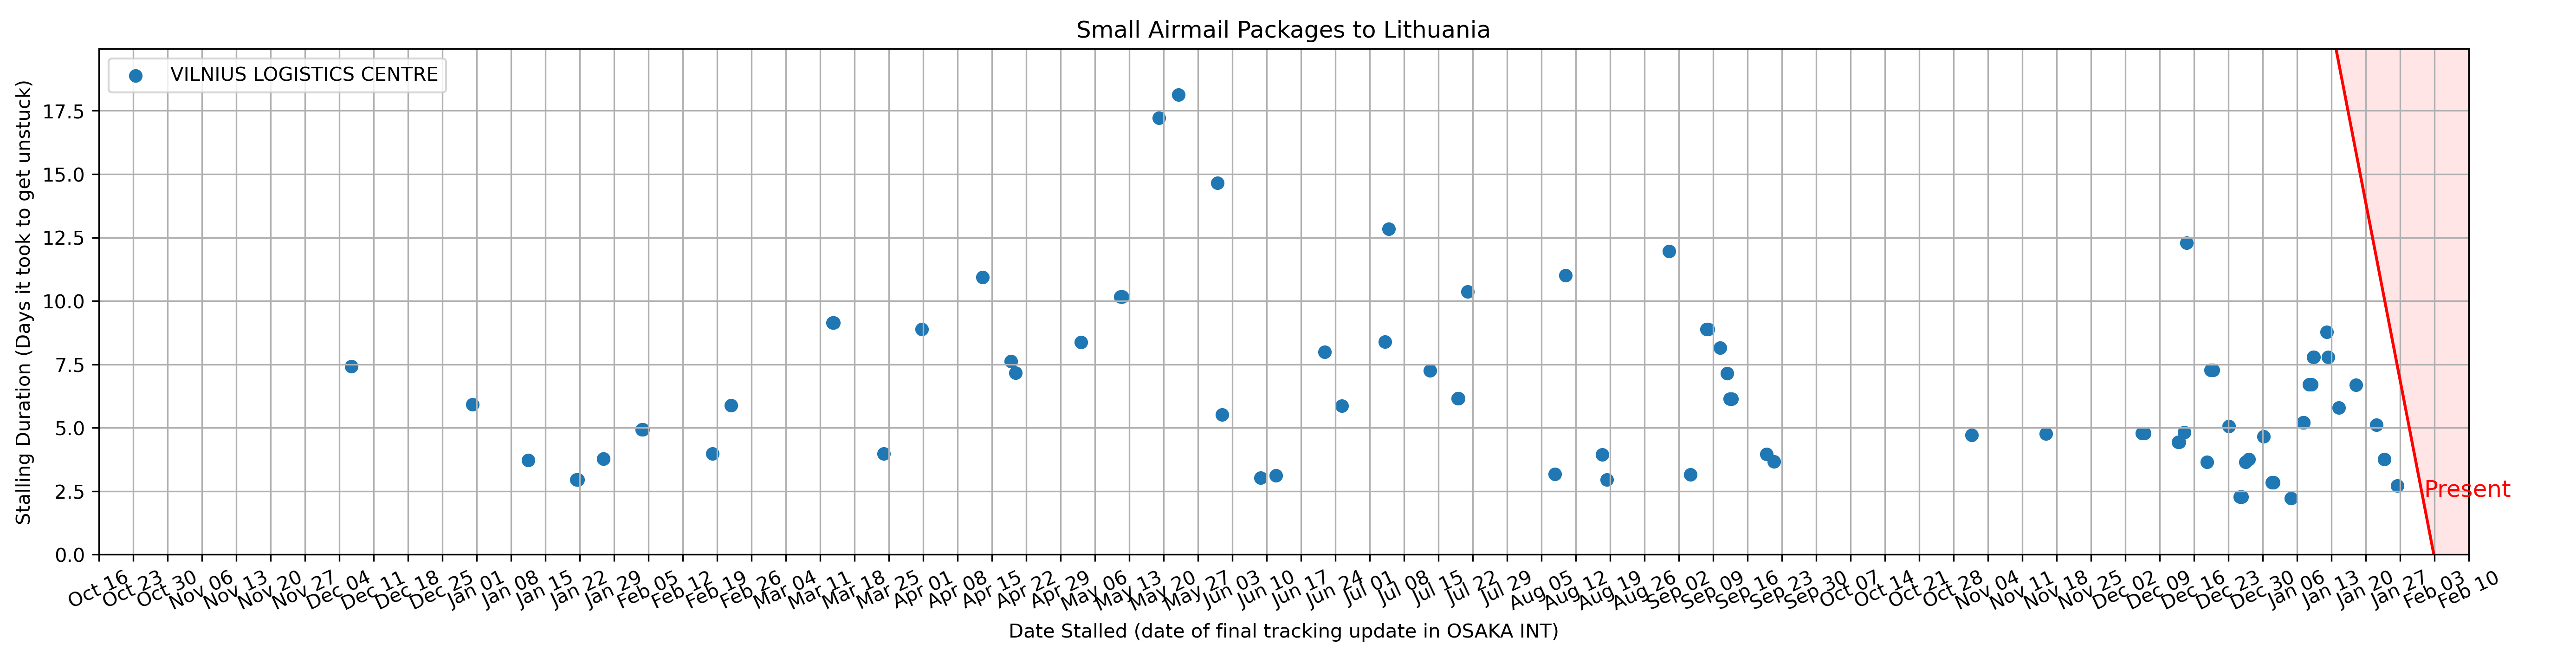 Small Airmail Packages to Lithuania
VILNIUS LOGISTICS CENTRE
Stalling Duration (Days it took to get unstuck)
17.5
15.0
12.5
10.0
7.5
5.0
2.5
0.0
Present
Oct 16
Oct 23
Oct 30
Nov 06
Nov 13
Nov 20
Nov 27
Dec 04
Dec 11
Dec 18
Dec 25
Jan 01
Jan 08
Jan 15
Jan 22
Jan 29
Feb 05
Feb 12
Feb 19
Feb 26
Mar 04
Mar 11
Mar 18
Mar 25
Apr 01
Apr 08
Apr 15
Apr 22
Apr 29
May 06
May 13
May 20
May 27
Jun 03
Jun 10
Jun 17
Jun 24
Jul 01
Jul 08
Jul 15
Jul 22
Jul 29
Aug 05
Aug 12
Aug 19
Aug 26
Sep 02
Sep 09
Sep 16
Sep 23
Sep 30
Oct 07
Oct 14
Oct 21
Oct 28
Nov 04
Nov 11
Nov 18
Nov 25
Dec 02
Dec 09
Dec 16
Dec 23
Dec 30
Jan 06
Jan 13
Jan 20
Jan 27
Feb 03
Feb 10
Date Stalled (date of final tracking update in OSAKA INT)